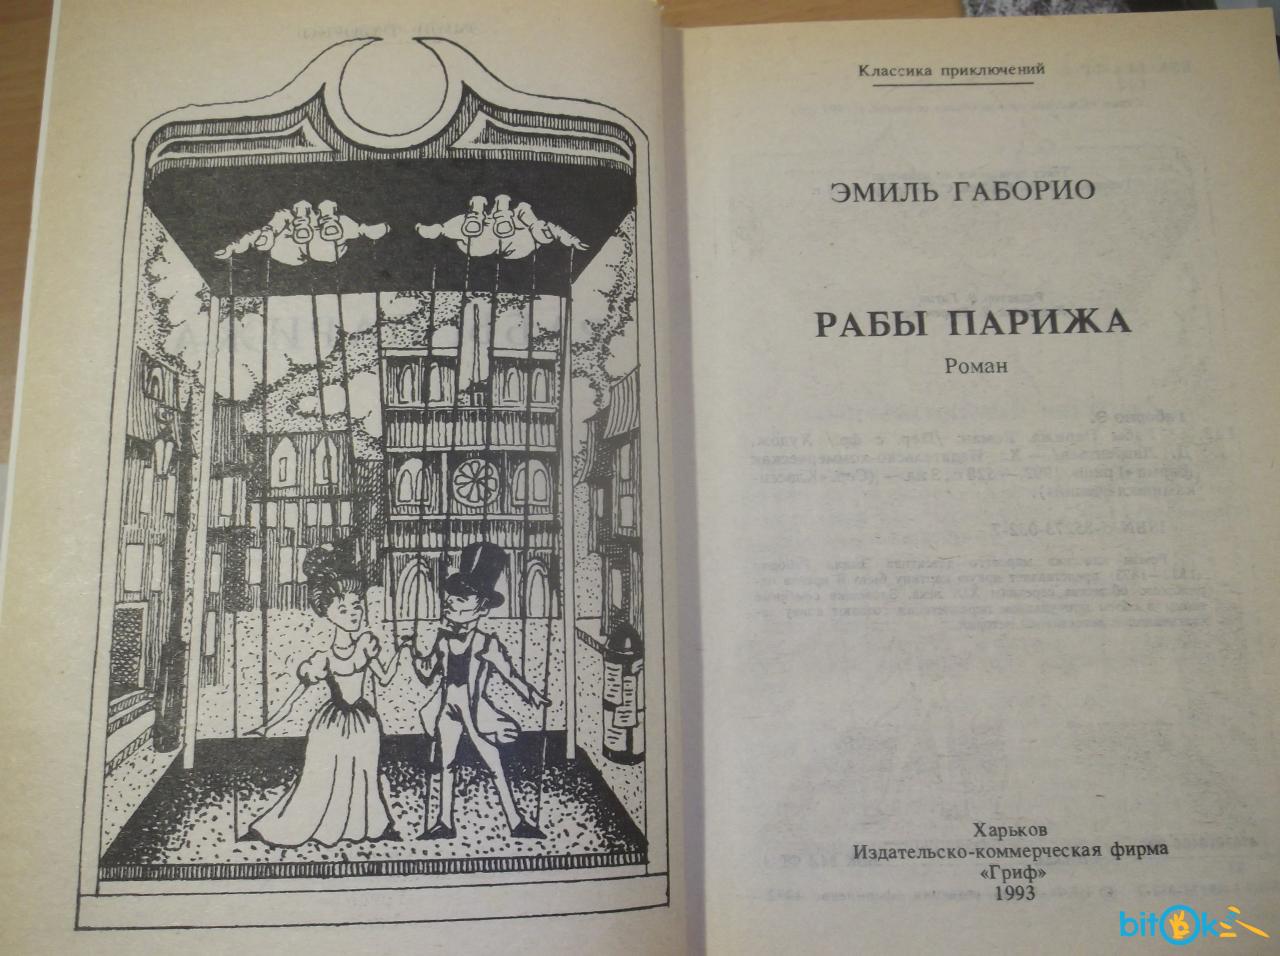 Классика приключений
ЭМИЛЬ ГАБОРИО
РАБЫ ПАРИЖА
Роман
Харьков
Издательско-коммерческая фирма
«Гриф»
1993
bitOk